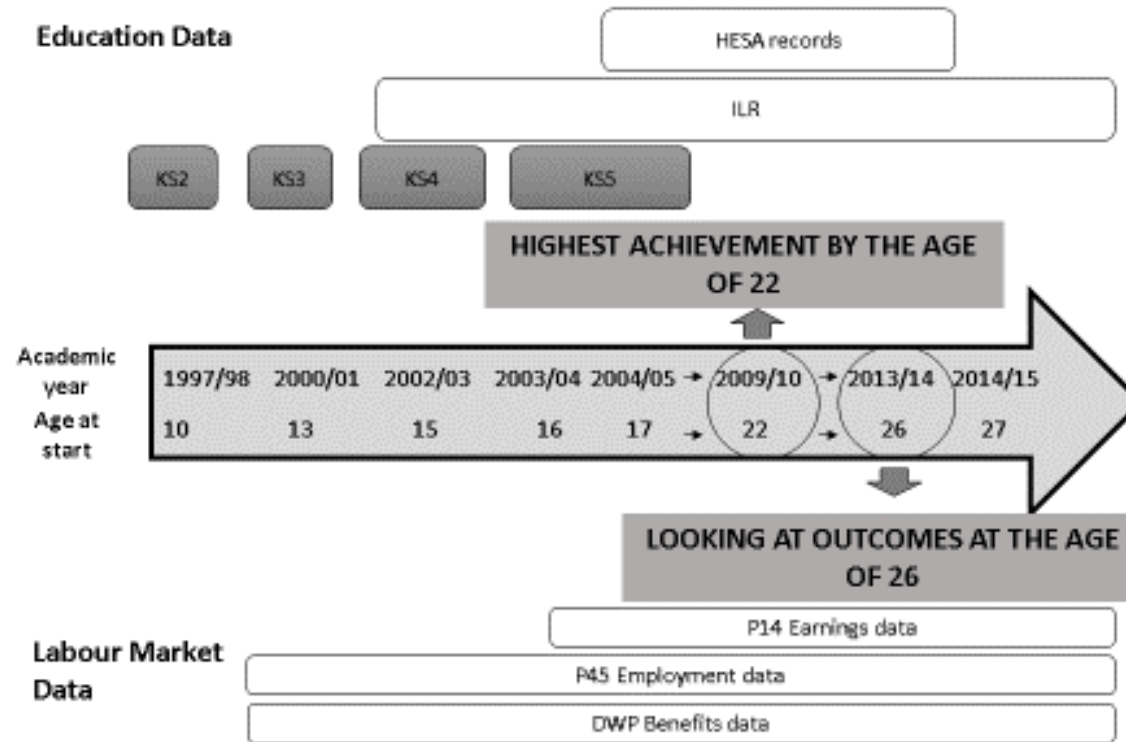 Education Data
HESA records
ILR
KS2 KS3 KS4 KS5
HIGHEST ACHIEVEMENT BY THE AGE
OF 22
Academic
year
1997/98 2000/01 2002/03 2003/04 2004/05 2009/10 2013/14 2014/15
Age at
start
10 13 15 16 17 22 26 27
LOOKING AT OUTCOMES AT THE AGE
OF 26
P14 Earnings data
Labour Market
Data
P45 Employment data
DWP Benefits data